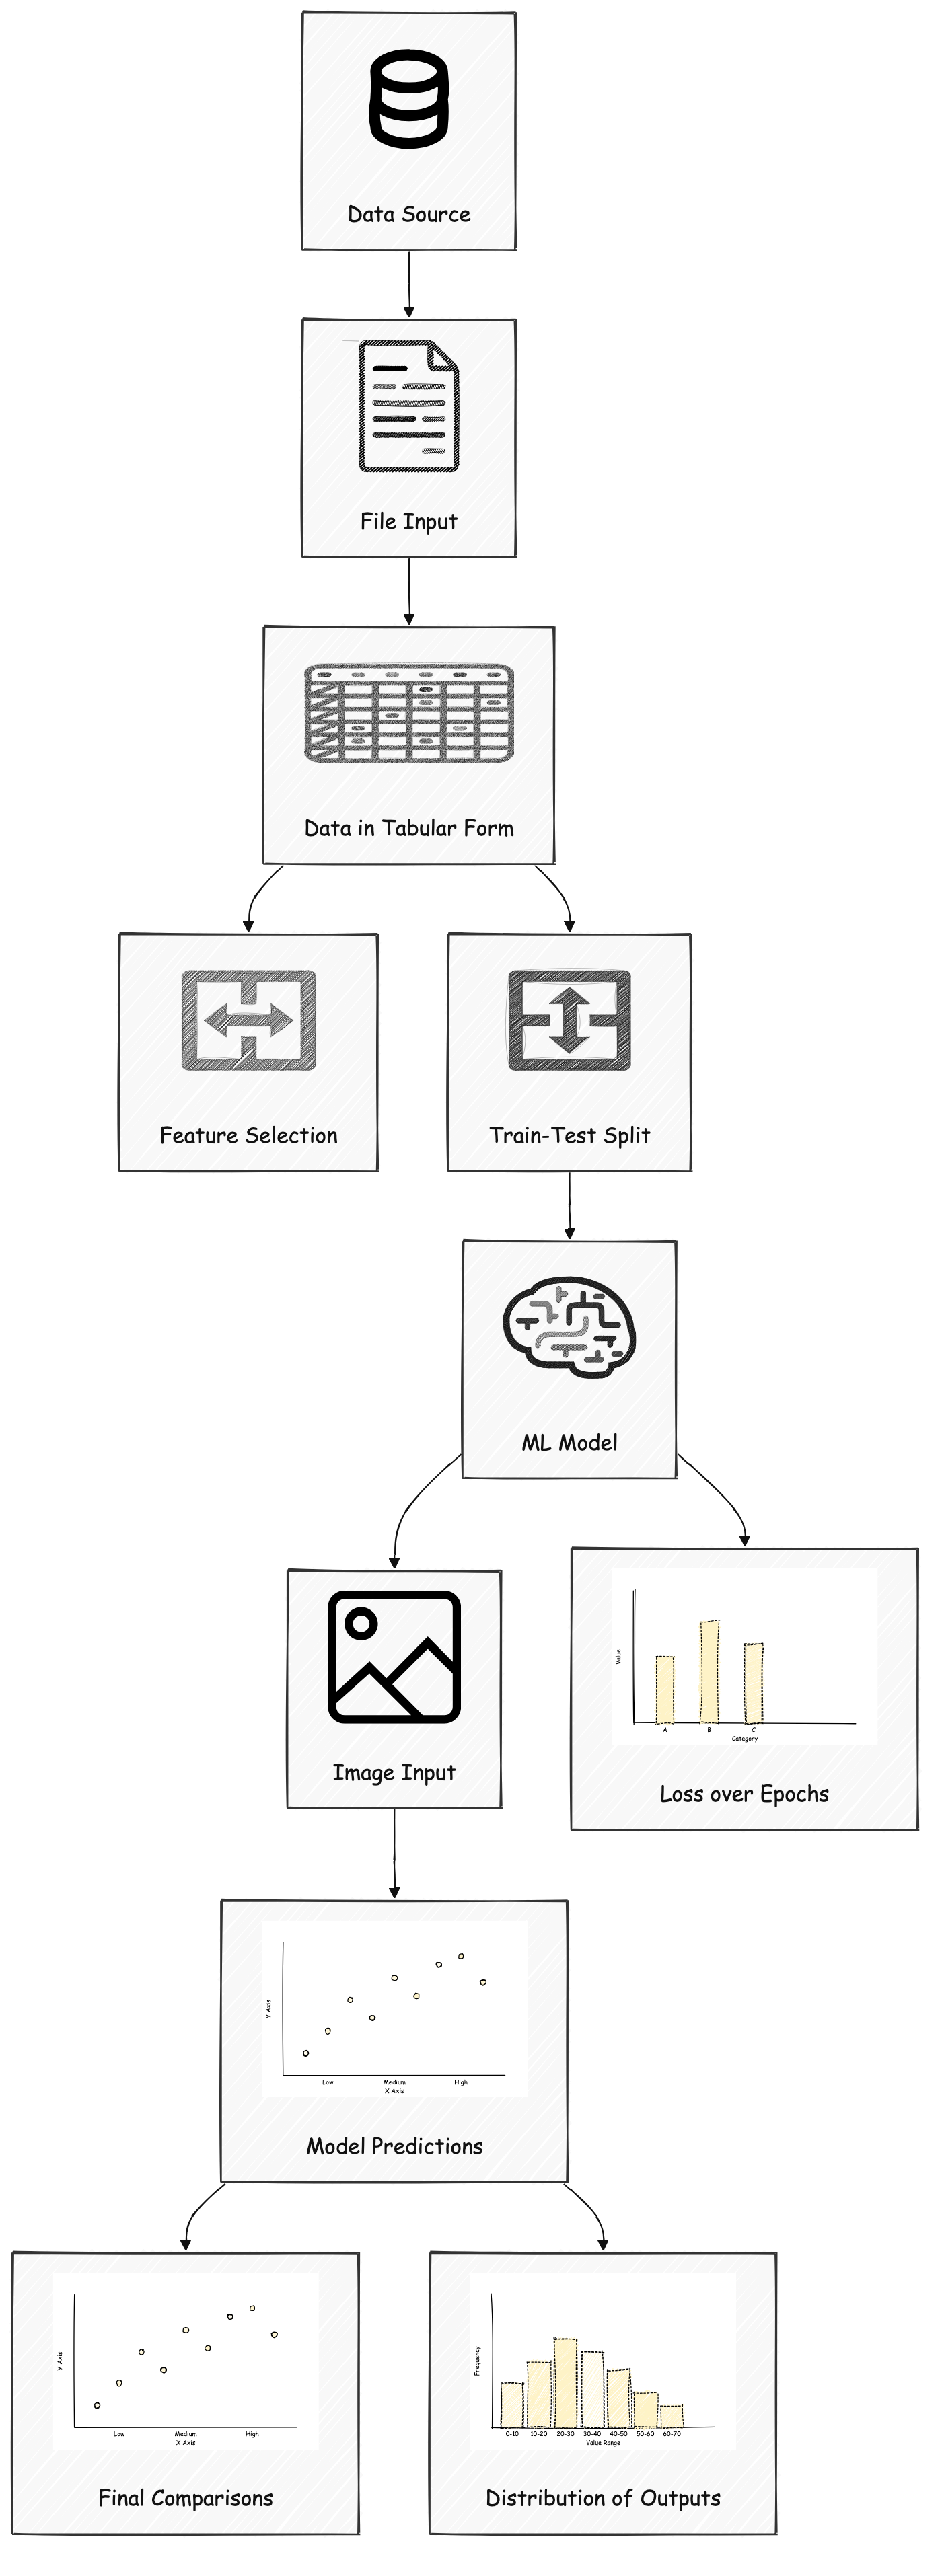 Data Source
File Input
Data in Tabular Form
Feature Selection
Train-Test Split
ML Model
Image Input
Value
A B C
Category
Loss over Epochs
Y Axis
Low Medium High
X Axis
Model Predictions
Y Axis
Low Medium High
X Axis
Final Comparisons
Frequency
0-10 10-20 20-30 30-40 40-50 50-60 60-70
Value Range
Distribution of Outputs